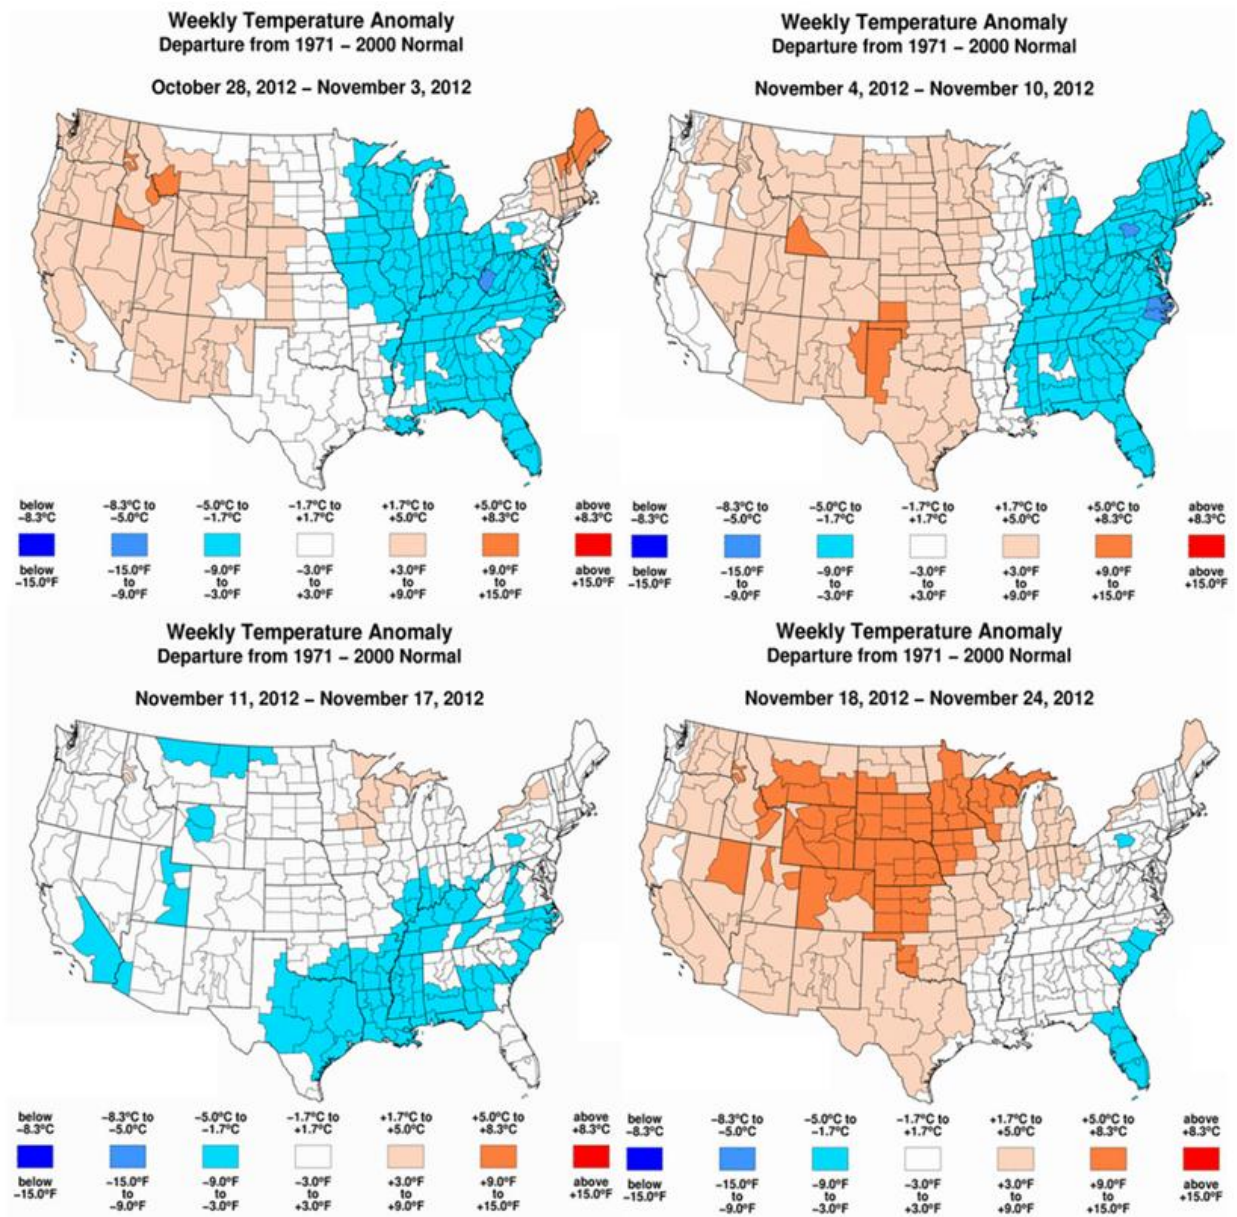 Weekly Temperature Anomaly
Departure from 1971 – 2000 Normal
October 28, 2012 – November 3, 2012
below
–8.3°C
–8.3°C to
–5.0°C
–5.0°C to
–1.7°C
–1.7°C to
+1.7°C
+1.7°C to
+5.0°C
+5.0°C to
+8.3°C
above
+8.3°C
below
–15.0°F
–15.0°F
to
–9.0°F
–9.0°F
to
–3.0°F
–3.0°F
to
+3.0°F
+3.0°F
to
+9.0°F
+9.0°F
to
+15.0°F
above
+15.0°F
Weekly Temperature Anomaly
Departure from 1971 – 2000 Normal
November 4, 2012 – November 10, 2012
below
–8.3°C
–8.3°C to
–5.0°C
–5.0°C to
–1.7°C
–1.7°C to
+1.7°C
+1.7°C to
+5.0°C
+5.0°C to
+8.3°C
above
+8.3°C
below
–15.0°F
–15.0°F
to
–9.0°F
–9.0°F
to
–3.0°F
–3.0°F
to
+3.0°F
+3.0°F
to
+9.0°F
+9.0°F
to
+15.0°F
above
+15.0°F
Weekly Temperature Anomaly
Departure from 1971 – 2000 Normal
November 11, 2012 – November 17, 2012
below
–8.3°C
–8.3°C to
–5.0°C
–5.0°C to
–1.7°C
–1.7°C to
+1.7°C
+1.7°C to
+5.0°C
+5.0°C to
+8.3°C
above
+8.3°C
below
–15.0°F
–15.0°F
to
–9.0°F
–9.0°F
to
–3.0°F
–3.0°F
to
+3.0°F
+3.0°F
to
+9.0°F
+9.0°F
to
+15.0°F
above
+15.0°F
Weekly Temperature Anomaly
Departure from 1971 – 2000 Normal
November 18, 2012 – November 24, 2012
below
–8.3°C
–8.3°C to
–5.0°C
–5.0°C to
–1.7°C
–1.7°C to
+1.7°C
+1.7°C to
+5.0°C
+5.0°C to
+8.3°C
above
+8.3°C
below
–15.0°F
–15.0°F
to
–9.0°F
–9.0°F
to
–3.0°F
–3.0°F
to
+3.0°F
+3.0°F
to
+9.0°F
+9.0°F
to
+15.0°F
above
+15.0°F